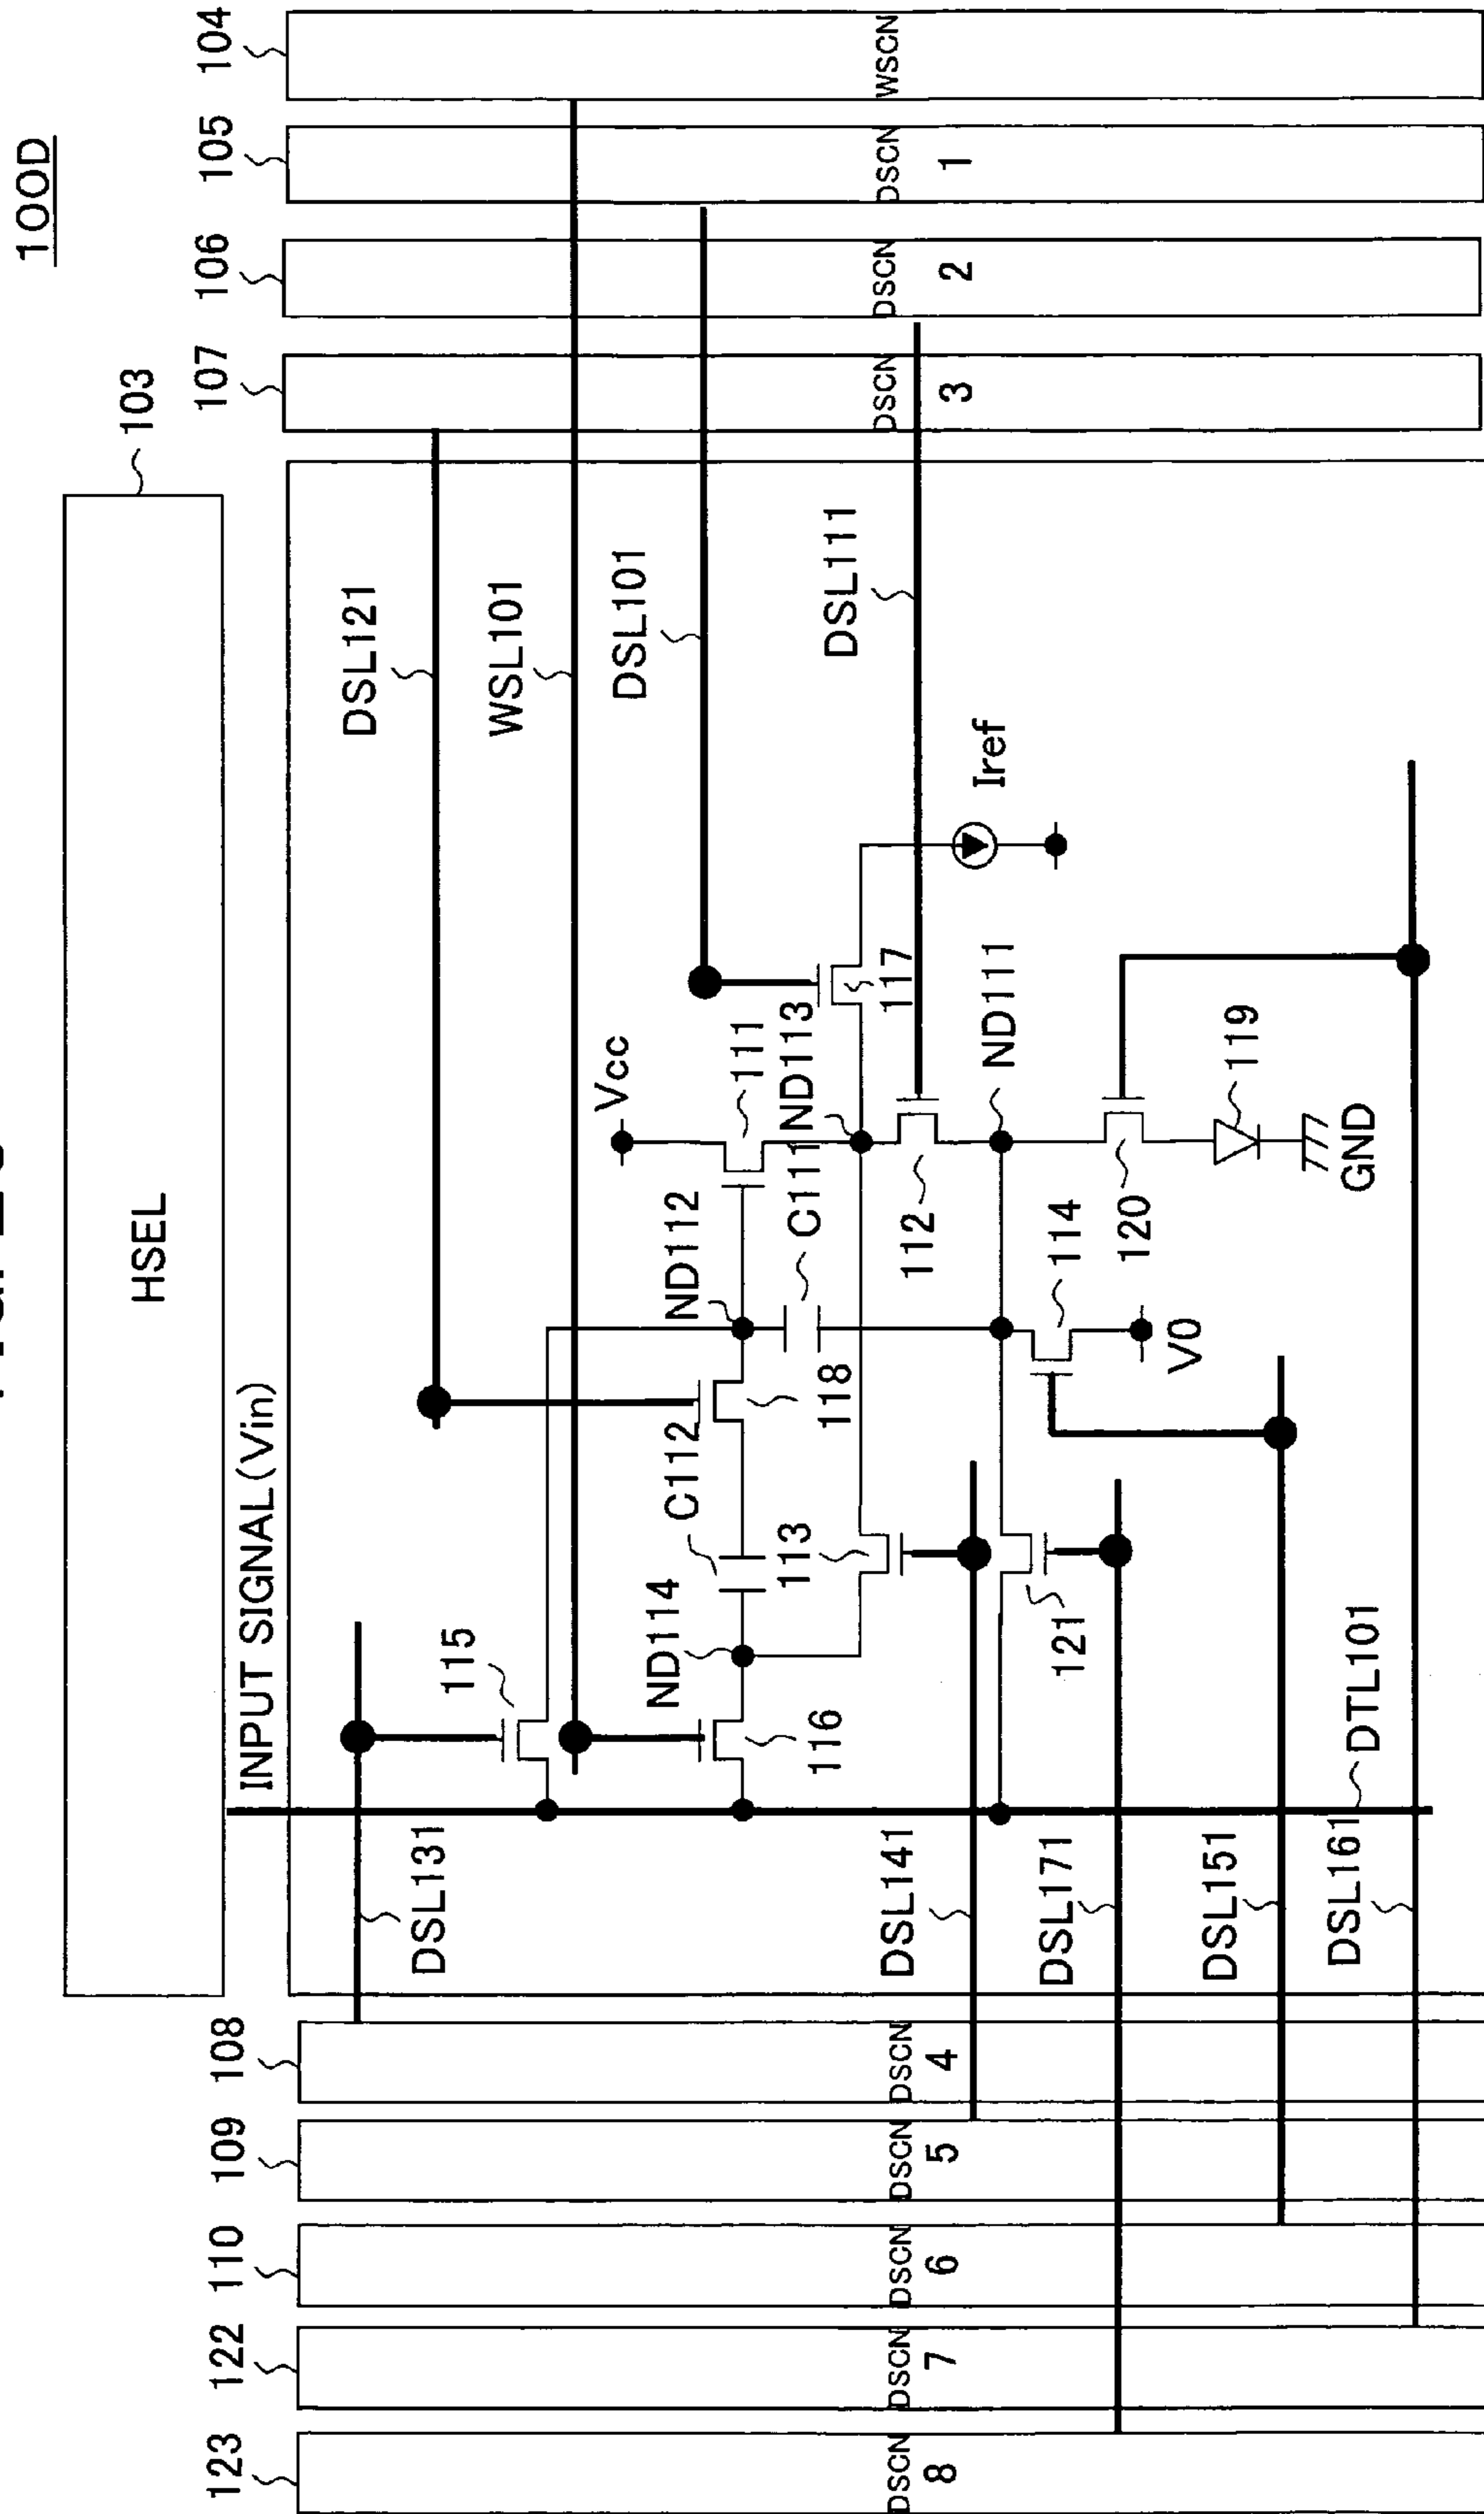 100D
HSEL
103
INPUT SIGNAL(Vin)
123
122
110
109
108
107
106
105
104
DSCN
8
DSCN
7
DSCN
6
DSCN
5
DSCN
4
DSCN
3
DSCN
2
DSCN
1
WSCN
DSL131
DSL121
WSL101
DSL101
DSL111
115
116
ND114
C112
118
ND112
C111
Vcc
111
ND113
117
Iref
113
112
ND111
121
114
V0
120
119
GND
DSL141
DSL171
DSL151
DSL161
DTL101